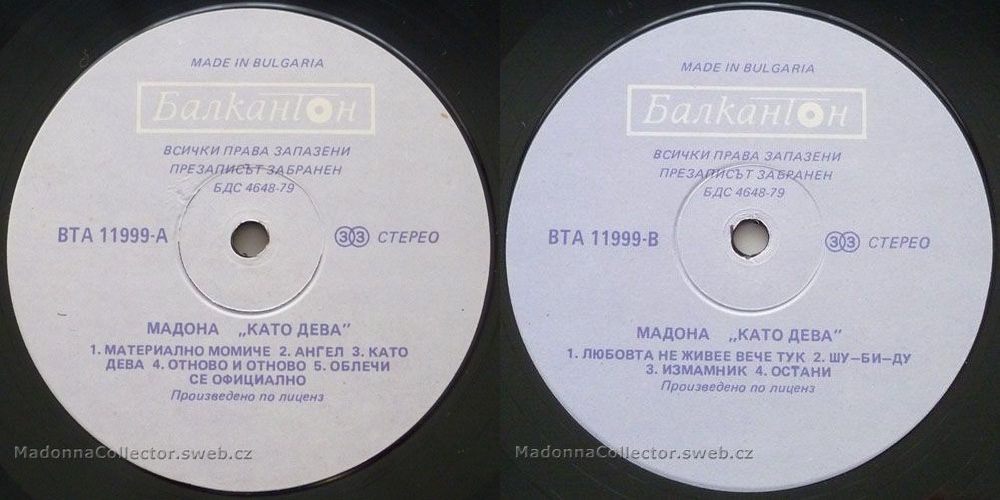 MADE IN BULGARIA
Балкантон
ВСИЧКИ ПРАВА ЗАПАЗЕНИ
ПРЕЗАПИСЪТ ЗАБРАНЕН
БДС 4648-79
ВТА 11999-А
33 СТЕРЕО
МАДОНА „КАТО ДЕВА"
1. МАТЕРИАЛНО МОМИЧЕ 2. АНГЕЛ 3. КАТО
ДЕВА 4. ОТНОВО И ОТНОВО 5. ОБЛЕЧИ
СЕ ОФИЦИАЛНО
Произведено по лиценз
MadonnaCollector.sweb.cz
MADE IN BULGARIA
Балкантон
ВСИЧКИ ПРАВА ЗАПАЗЕНИ
ПРЕЗАПИСЪТ ЗАБРАНЕН
БДС 4648-79
ВТА 11999-В
33 СТЕРЕО
МАДОНА „КАТО ДЕВА"
1. ЛЮБОВТА НЕ ЖИВЕЕ ВЕЧЕ ТУК 2. ШУ–БИ–ДУ
3. ИЗМАМНИК 4. ОСТАНИ
Произведено по лиценз
MadonnaCollector.sweb.cz